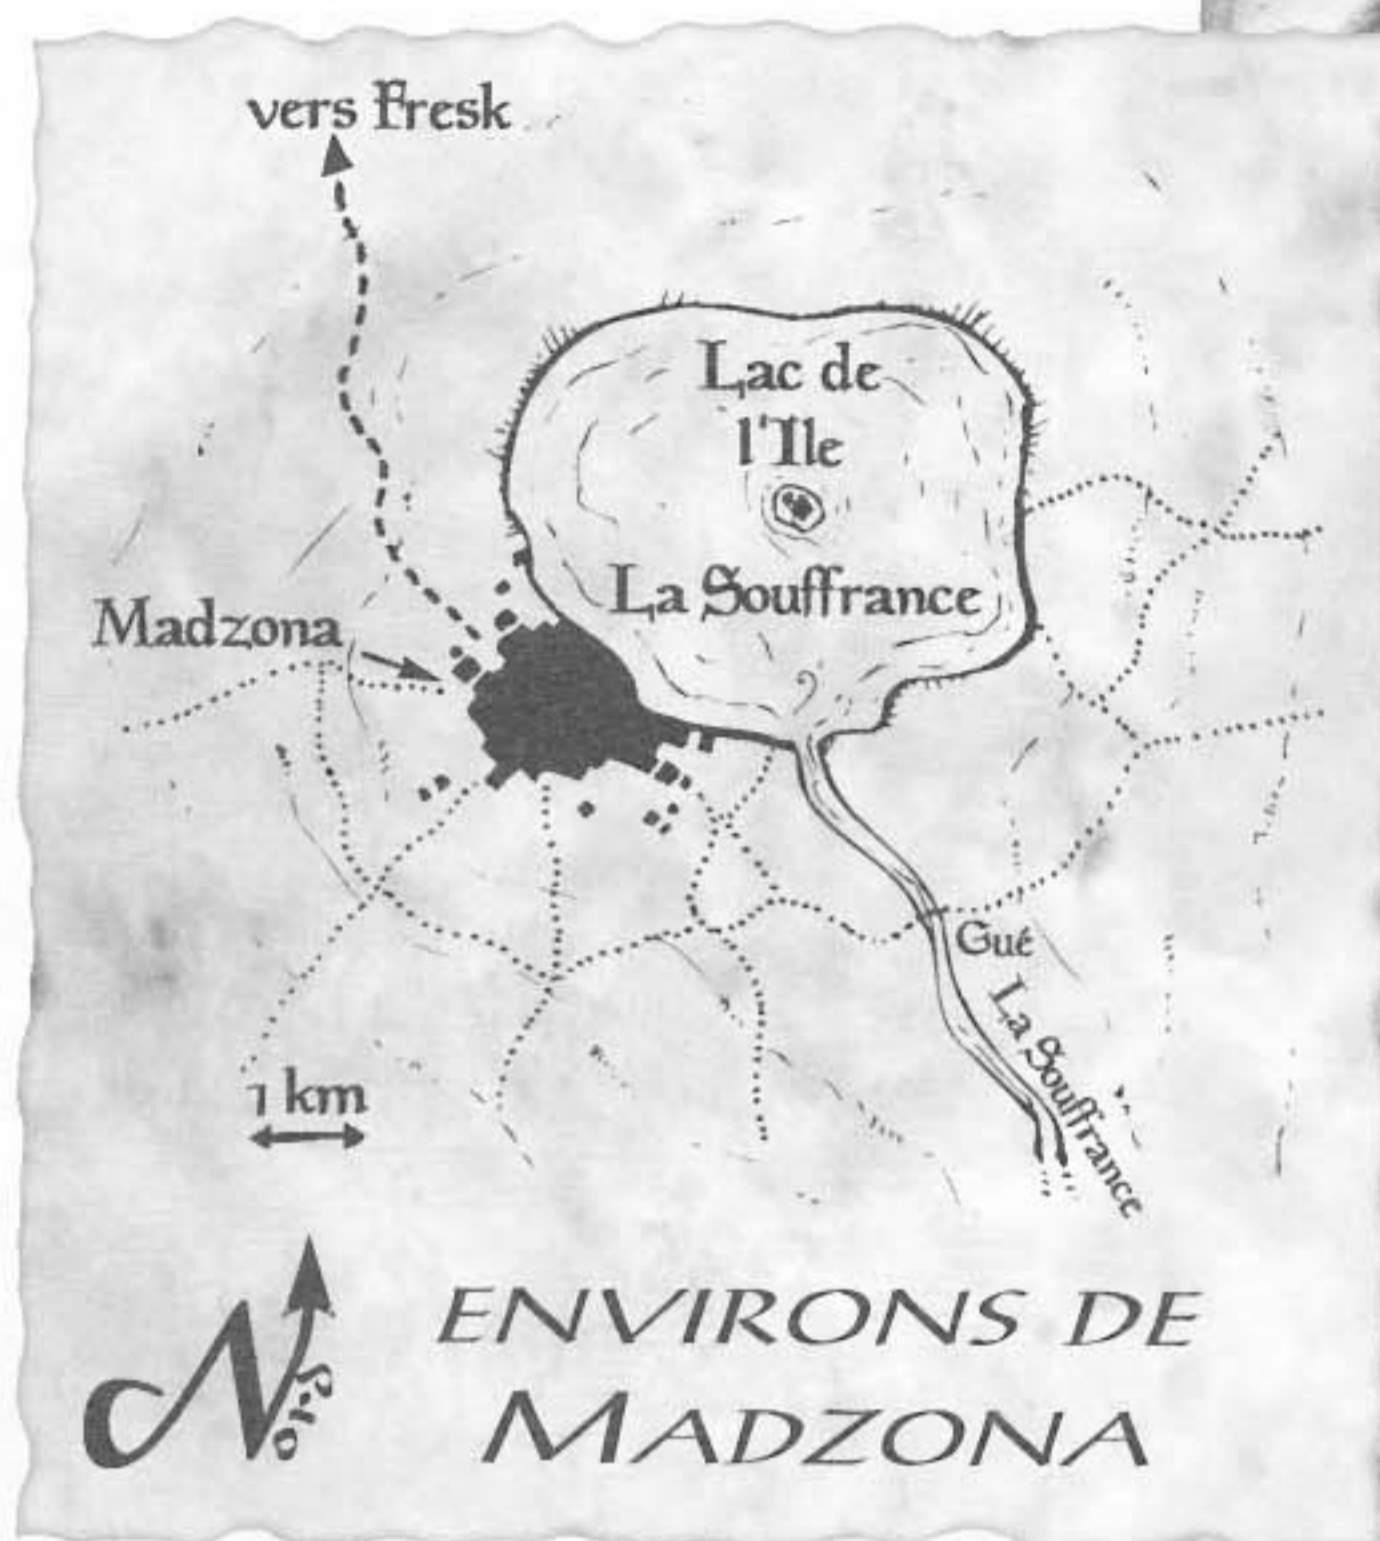 vers Fresk
Lac de
l'Ile
La Souffrance
Madzona
Gué
La Souffrance
1 km
N
ENVIRONS DE
MADZONA